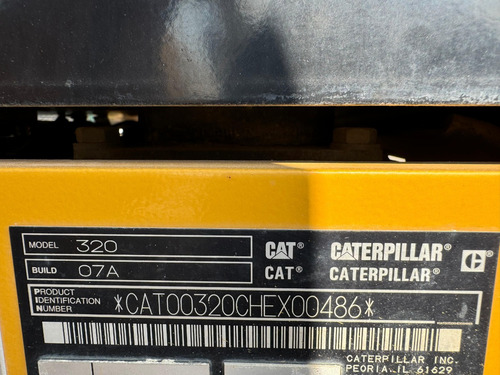 MODEL 320 CAT® CATERPILLAR® C
BUILD 07A CAT® CATERPILLAR®
PRODUCT
IDENTIFICATION *CAT00320CHEX00486*
NUMBER
CATERPILLAR INC.
PEORIA, IL 61629